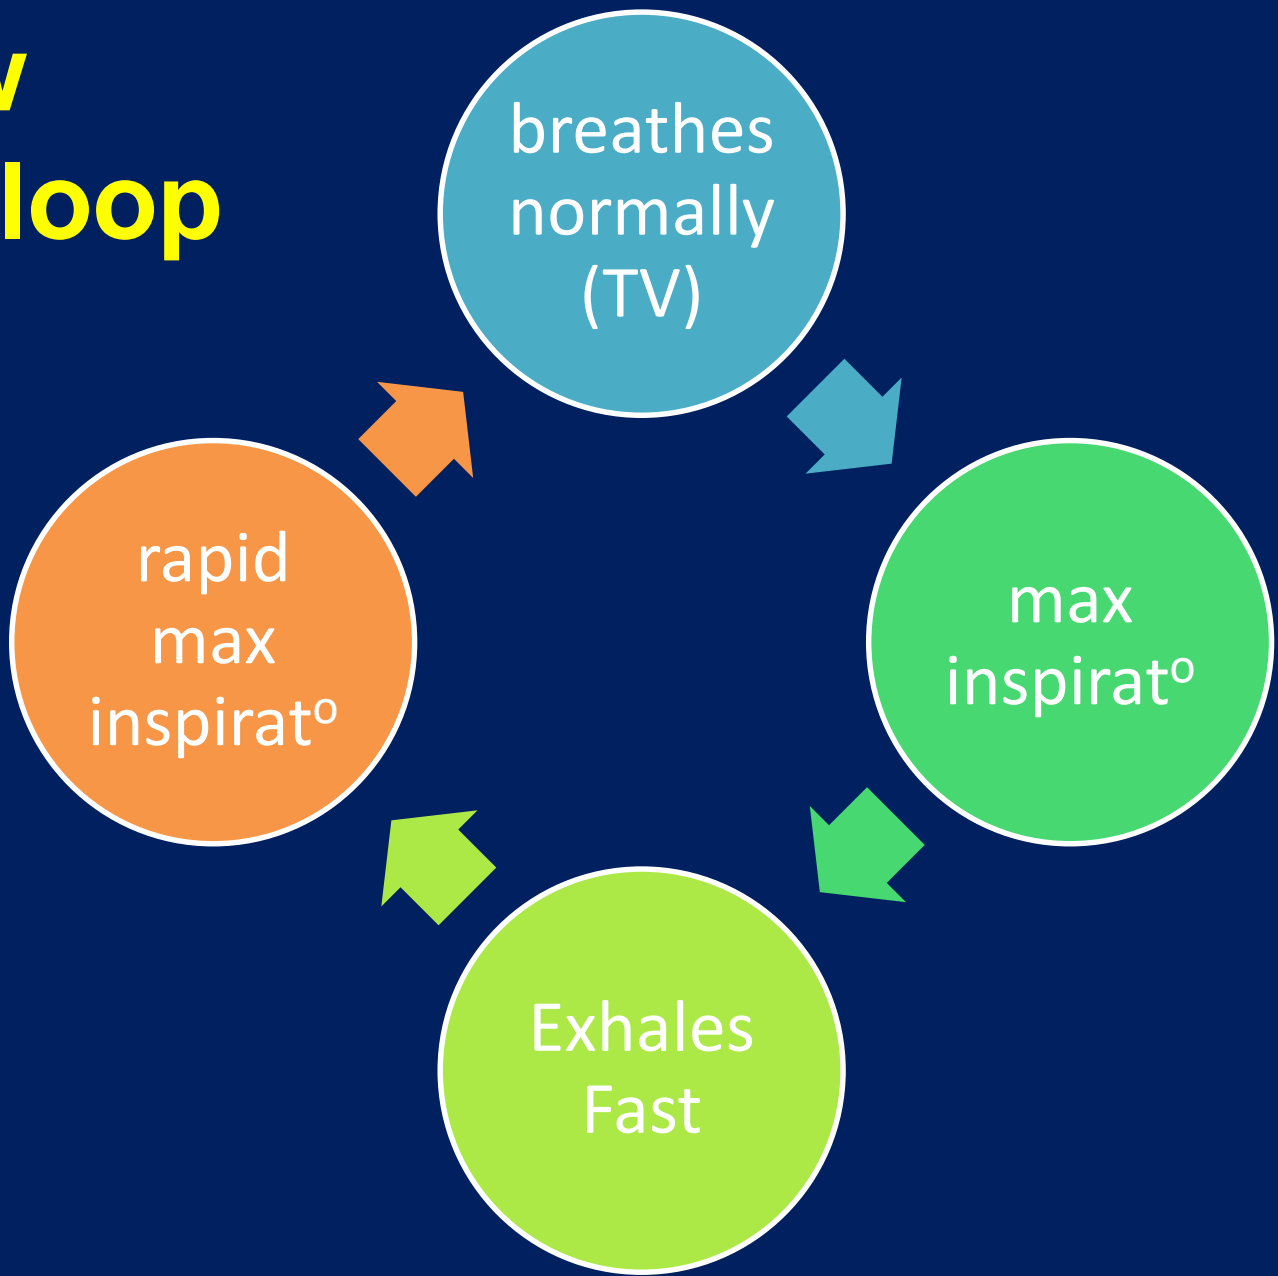 loop
breathes
normally
(TV)
max
inspiratᵒ
Exhales
Fast
rapid
max
inspiratᵒ